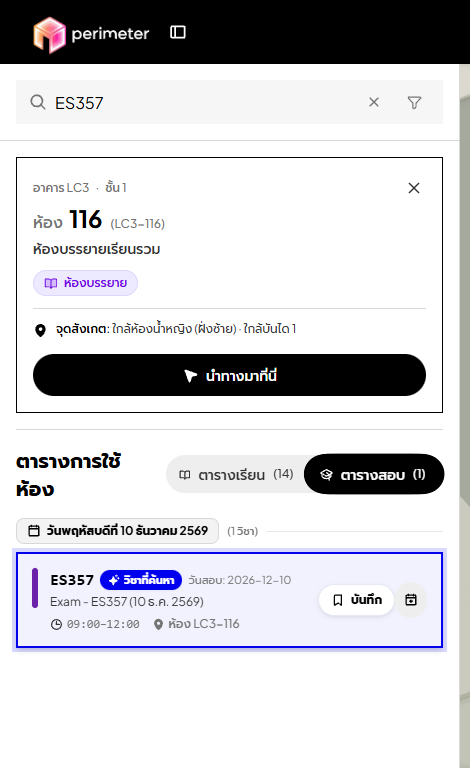 perimeter
ES357
อาคาร LC3 · ชั้น 1
ห้อง 116 (LC3-116)
ห้องบรรยายเรียนรวม
ห้องบรรยาย
จุดสังเกต: ใกล้ห้องน้ำหญิง (ฝั่งซ้าย) · ใกล้บันได 1
นำทางมาที่นี่
ตารางการใช้
ห้อง
ตารางเรียน (14)
ตารางสอบ (1)
วันพฤหัสบดีที่ 10 ธันวาคม 2569 (1 วิชา)
ES357 วิชาที่ค้นหา วันสอบ: 2026-12-10
Exam - ES357 (10 ธ.ค. 2569)
09:00-12:00 ห้อง LC3-116
บันทึก